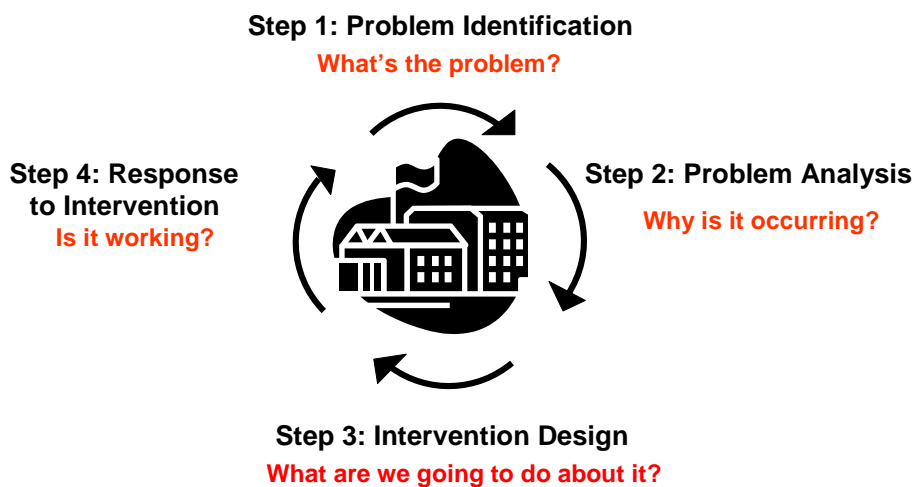 Step 1: Problem Identification
What’s the problem?
Step 2: Problem Analysis
Why is it occurring?
Step 3: Intervention Design
What are we going to do about it?
Step 4: Response
to Intervention
Is it working?